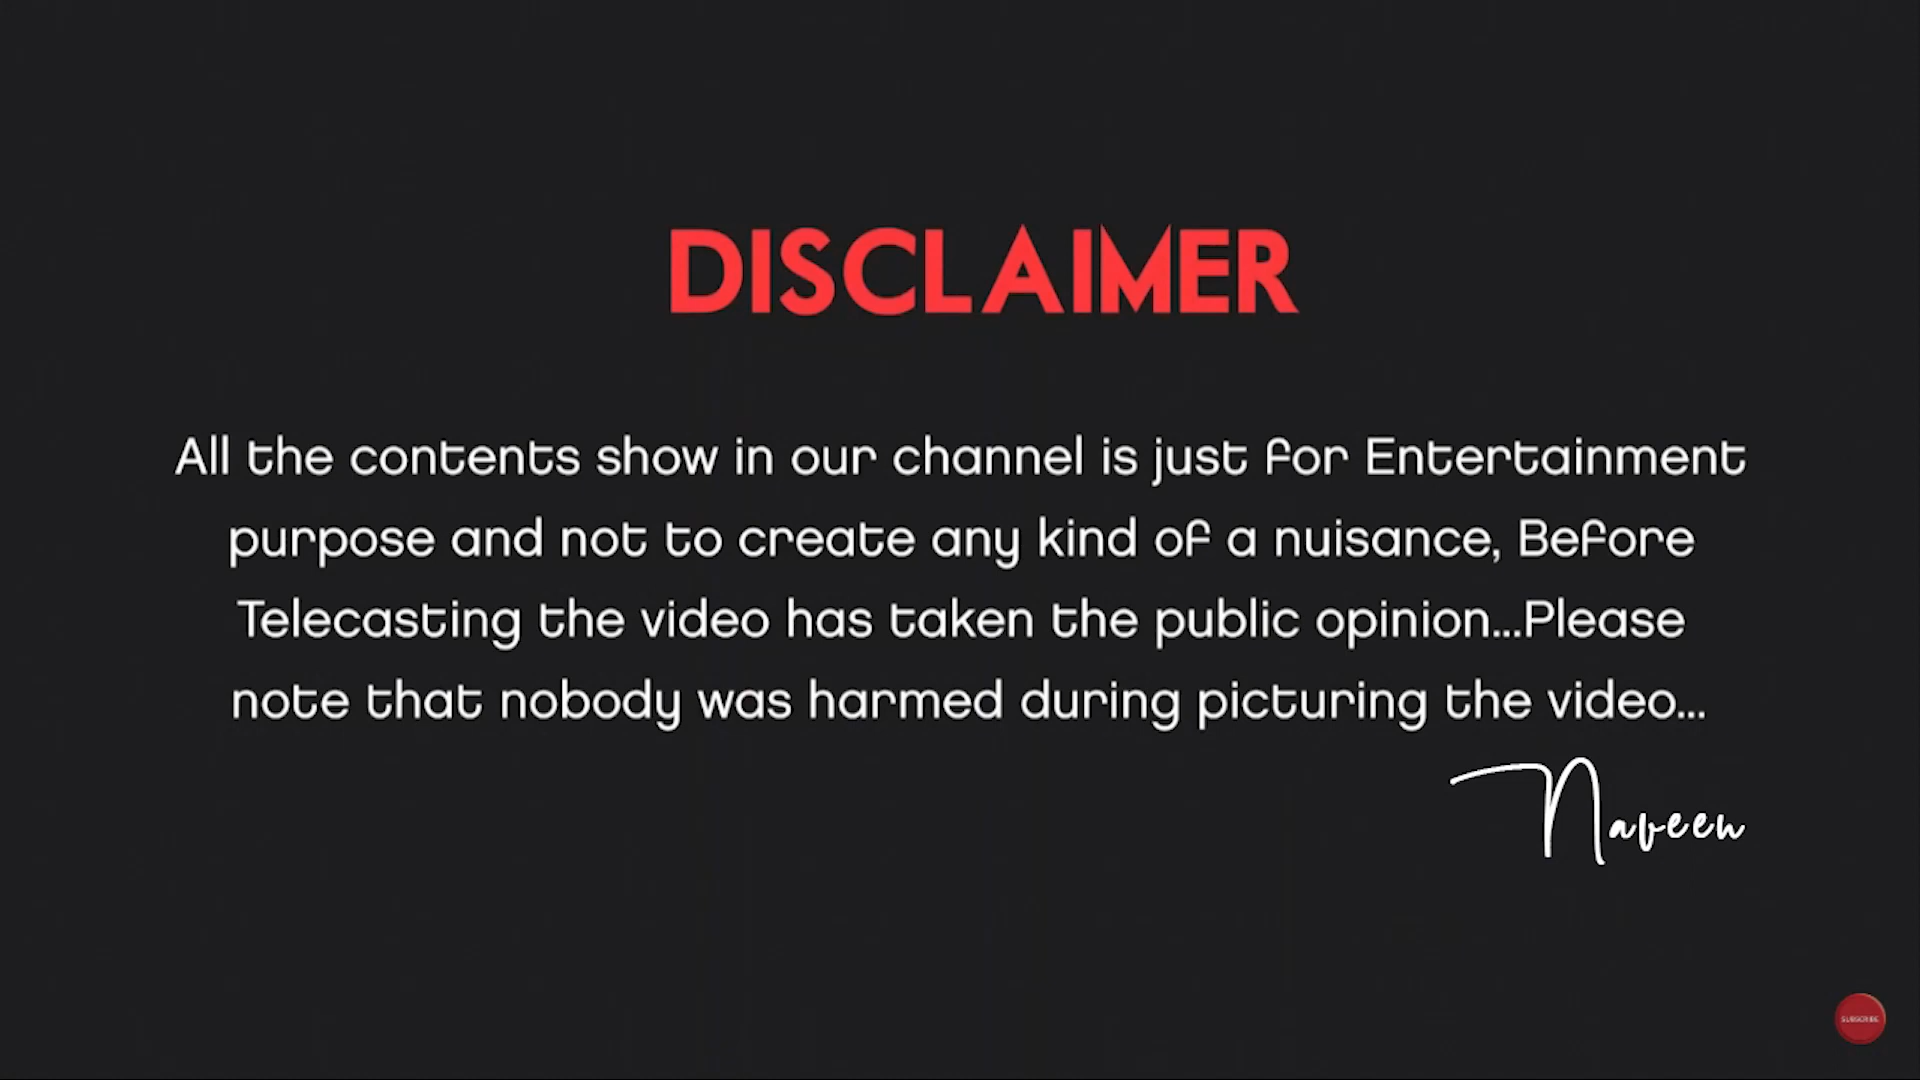 DISCLAIMER
All the contents show in our channel is just for Entertainment
purpose and not to create any kind of a nuisance, Before
Telecasting the video has taken the public opinion...Please
note that nobody was harmed during picturing the video...
Naveen
SUBSCRIBE